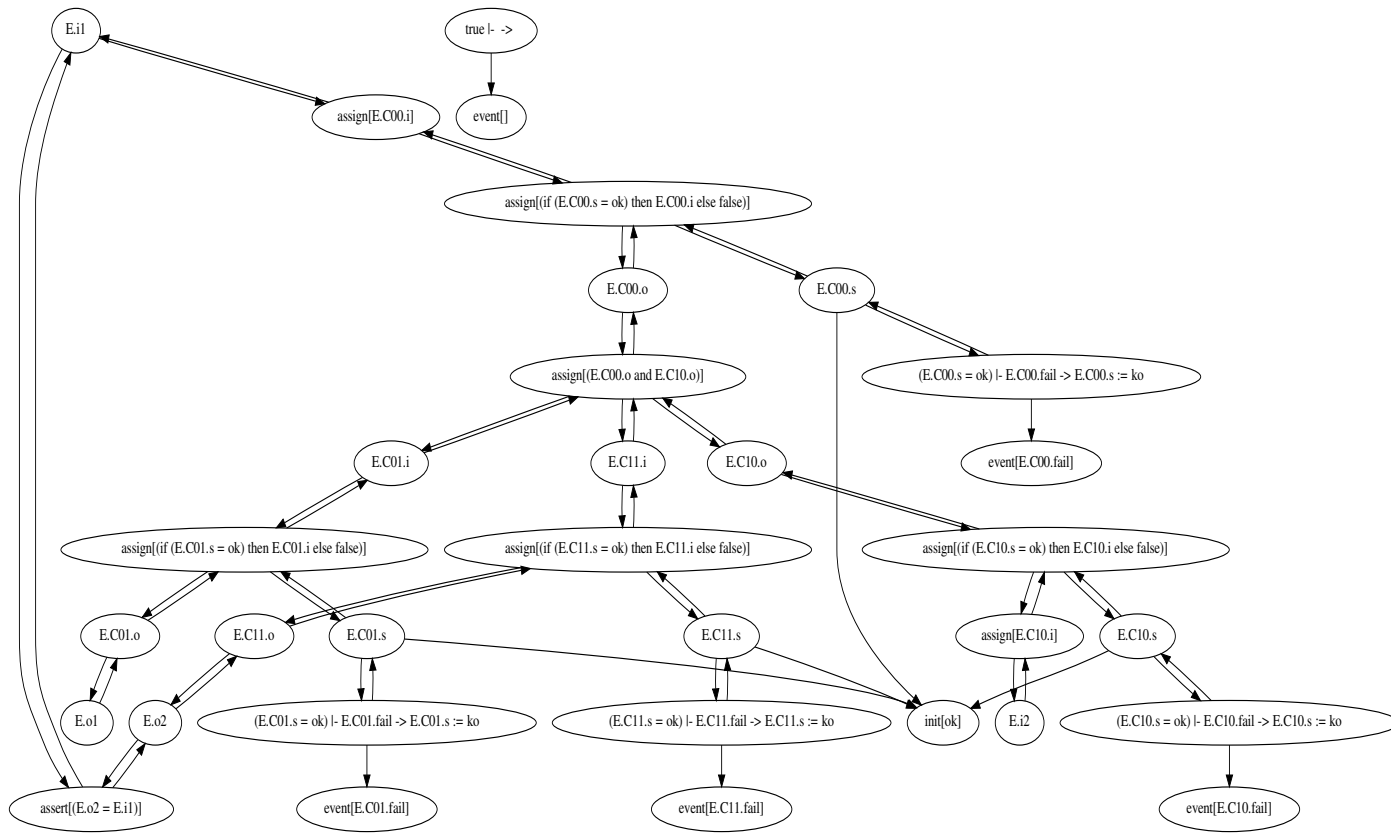 E.i1
true |- ->
assign[E.C00.i]
event[]
assign[(if (E.C00.s = ok) then E.C00.i else false)]
E.C00.o
E.C00.s
assign[(E.C00.o and E.C10.o)]
(E.C00.s = ok) |- E.C00.fail -> E.C00.s := ko
E.C01.i
E.C11.i
E.C10.o
event[E.C00.fail]
assign[(if (E.C01.s = ok) then E.C01.i else false)]
assign[(if (E.C11.s = ok) then E.C11.i else false)]
assign[(if (E.C10.s = ok) then E.C10.i else false)]
E.C01.o
E.C11.o
E.C01.s
E.C11.s
assign[E.C10.i]
E.C10.s
E.o1
E.o2
(E.C01.s = ok) |- E.C01.fail -> E.C01.s := ko
(E.C11.s = ok) |- E.C11.fail -> E.C11.s := ko
init[ok]
E.i2
(E.C10.s = ok) |- E.C10.fail -> E.C10.s := ko
assert[(E.o2 = E.i1)]
event[E.C01.fail]
event[E.C11.fail]
event[E.C10.fail]